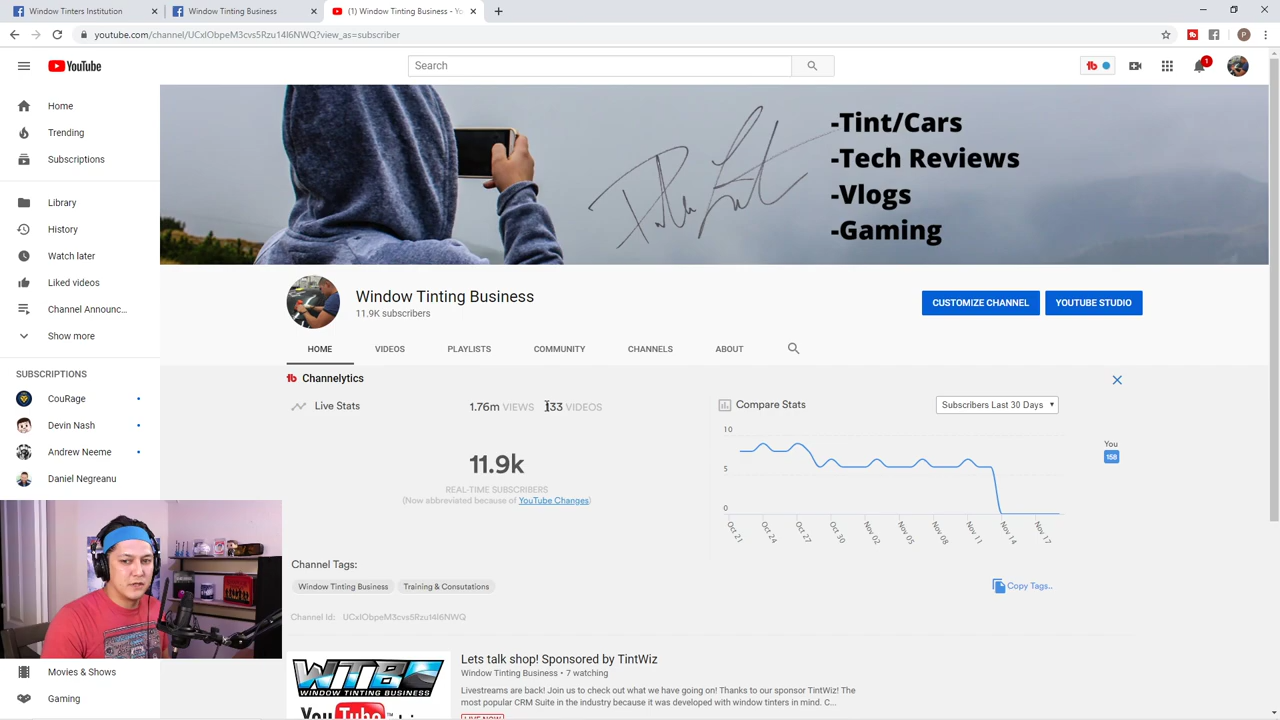 Window Tinters Institution
Window Tinting Business
(1) Window Tinting Business - Yo
youtube.com/channel/UCxIObpeM3cvs5Rzu14I6NWQ?view_as=subscriber
YouTube
Search
1
P
Home
Trending
Subscriptions
Library
History
Watch later
Liked videos
Channel Announc...
Show more
SUBSCRIPTIONS
CouRage
Devin Nash
Andrew Neeme
Daniel Negreanu
Movies & Shows
Gaming
-Tint/Cars
-Tech Reviews
-Vlogs
-Gaming
Window Tinting Business
11.9K subscribers
CUSTOMIZE CHANNEL
YOUTUBE STUDIO
HOME
VIDEOS
PLAYLISTS
COMMUNITY
CHANNELS
ABOUT
tb Channelytics
Live Stats
1.76m VIEWS
133 VIDEOS
11.9k
REAL-TIME SUBSCRIBERS
(Now abbreviated because of YouTube Changes)
Compare Stats
Subscribers Last 30 Days
10
5
0
Oct 21
Oct 24
Oct 27
Oct 30
Nov 02
Nov 05
Nov 08
Nov 11
Nov 14
Nov 17
You
158
Channel Tags:
Window Tinting Business
Training & Consutations
Copy Tags..
Channel Id: UCxIObpeM3cvs5Rzu14I6NWQ
WTB
WINDOW TINTING BUSINESS
YouTube
Lets talk shop! Sponsored by TintWiz
Window Tinting Business • 7 watching
Livestreams are back! Join us to check out what we have going on! Thanks to our sponsor TintWiz! The
most popular CRM Suite in the industry because it was developed with window tinters in mind. C...
LIVE NOW